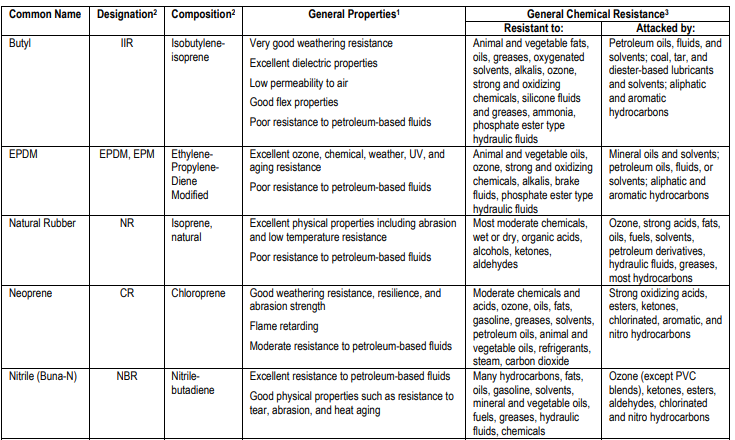 Common Name Designation2 Composition2 General Properties1 General Chemical Resistance3
Resistant to: Attacked by:
Butyl IIR Isobutylene-
isoprene
Very good weathering resistance
Excellent dielectric properties
Low permeability to air
Good flex properties
Poor resistance to petroleum-based fluids
Animal and vegetable fats,
oils, greases, oxygenated
solvents, alkalis, ozone,
strong and oxidizing
chemicals, silicone fluids
and greases, ammonia,
phosphate ester type
hydraulic fluids
Petroleum oils, fluids, and
solvents; coal, tar, and
diester-based lubricants
and solvents; aliphatic
and aromatic
hydrocarbons
EPDM EPDM, EPM Ethylene-
Propylene-
Diene
Modified
Excellent ozone, chemical, weather, UV, and
aging resistance
Poor resistance to petroleum-based fluids
Animal and vegetable oils,
ozone, strong and oxidizing
chemicals, alkalis, brake
fluids, phosphate ester type
hydraulic fluids
Mineral oils and solvents;
petroleum oils, fluids, or
solvents; aliphatic and
aromatic hydrocarbons
Natural Rubber NR Isoprene,
natural
Excellent physical properties including abrasion
and low temperature resistance
Poor resistance to petroleum-based fluids
Most moderate chemicals,
wet or dry, organic acids,
alcohols, ketones,
aldehydes
Ozone, strong acids, fats,
oils, fuels, solvents,
petroleum derivatives,
hydraulic fluids, greases,
most hydrocarbons
Neoprene CR Chloroprene
Good weathering resistance, resilience, and
abrasion strength
Flame retarding
Moderate resistance to petroleum-based fluids
Moderate chemicals and
acids, ozone, oils, fats,
gasoline, greases, solvents,
petroleum oils, animal and
vegetable oils, refrigerants,
steam, carbon dioxide
Strong oxidizing acids,
esters, ketones,
chlorinated, aromatic, and
nitro hydrocarbons
Nitrile (Buna-N) NBR Nitrile-
butadiene
Excellent resistance to petroleum-based fluids
Good physical properties such as resistance to
tear, abrasion, and heat aging
Many hydrocarbons, fats,
oils, gasoline, solvents,
mineral and vegetable oils,
fuels, greases, hydraulic
fluids, chemicals
Ozone (except PVC
blends), ketones, esters,
aldehydes, chlorinated
and nitro hydrocarbons